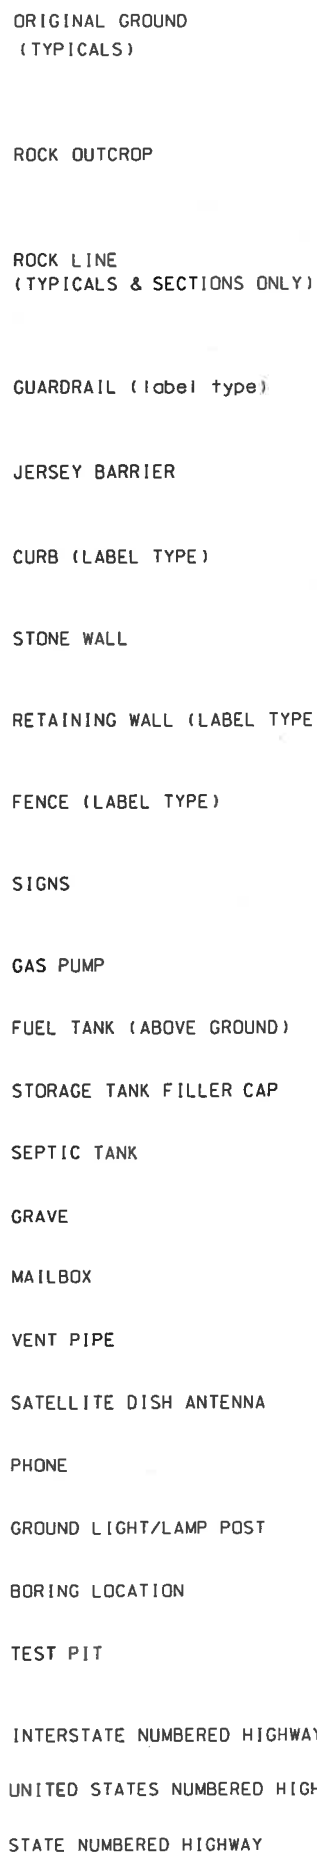 ORIGINAL GROUND
(TYPICALS)
ROCK OUTCROP
ROCK LINE
(TYPICALS & SECTIONS ONLY)
GUARDRAIL (label type)
JERSEY BARRIER
CURB (LABEL TYPE)
STONE WALL
RETAINING WALL (LABEL TYPE
FENCE (LABEL TYPE)
SIGNS
GAS PUMP
FUEL TANK (ABOVE GROUND)
STORAGE TANK FILLER CAP
SEPTIC TANK
GRAVE
MAILBOX
VENT PIPE
SATELLITE DISH ANTENNA
PHONE
GROUND LIGHT/LAMP POST
BORING LOCATION
TEST PIT
INTERSTATE NUMBERED HIGHWAY
UNITED STATES NUMBERED HIGH
STATE NUMBERED HIGHWAY